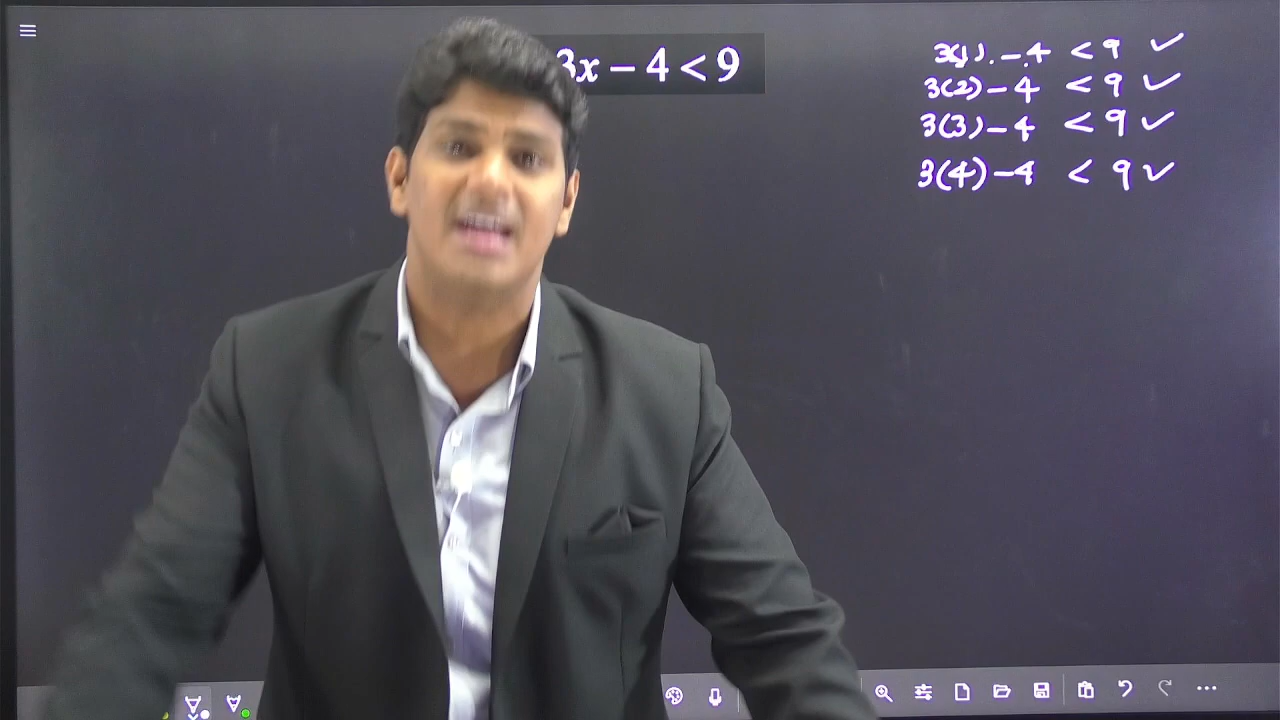 3x − 4 < 9
3(1) − 4 < 9 ✓
3(2) − 4 < 9 ✓
3(3) − 4 < 9 ✓
3(4) − 4 < 9 ✓